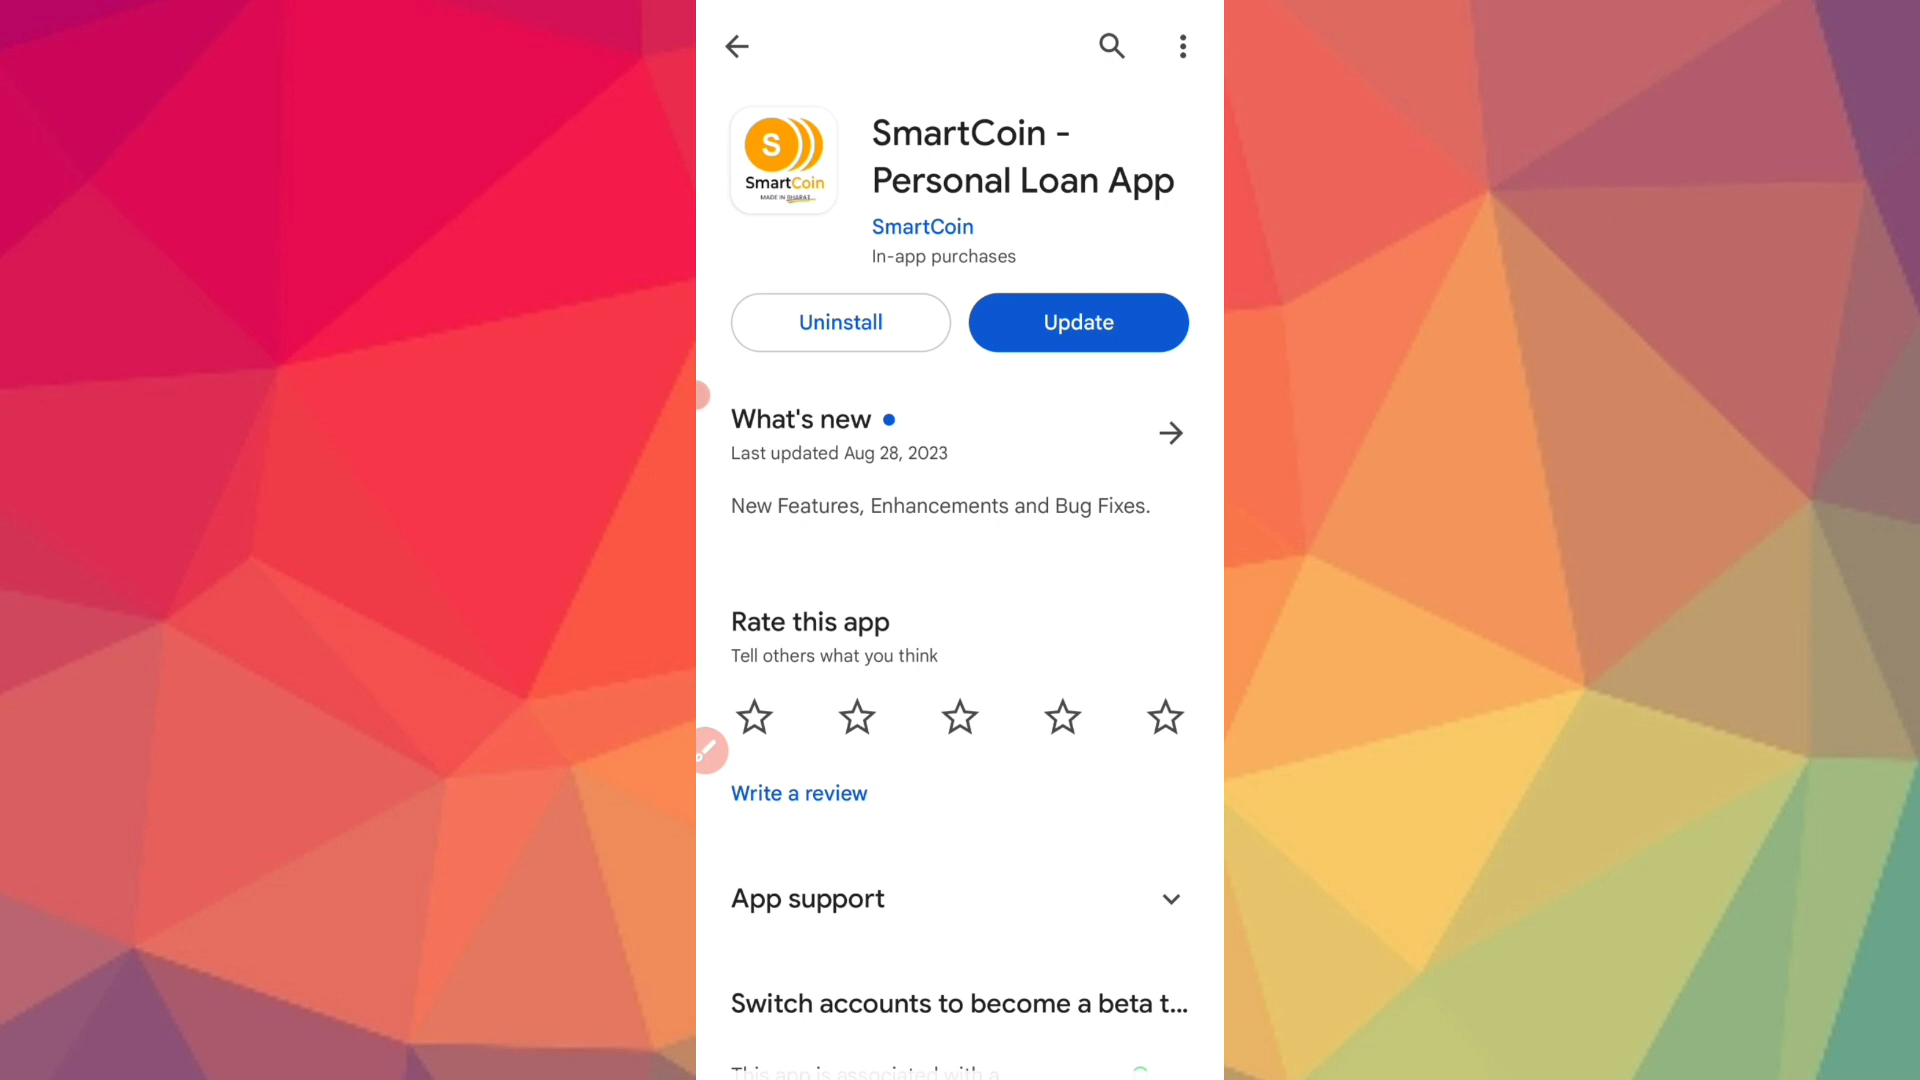 S
SmartCoin
MADE IN BHARAT
SmartCoin -
Personal Loan App
SmartCoin
In-app purchases
Uninstall
Update
What's new
Last updated Aug 28, 2023
New Features, Enhancements and Bug Fixes.
Rate this app
Tell others what you think
Write a review
App support
Switch accounts to become a beta t...
This app is associated with a